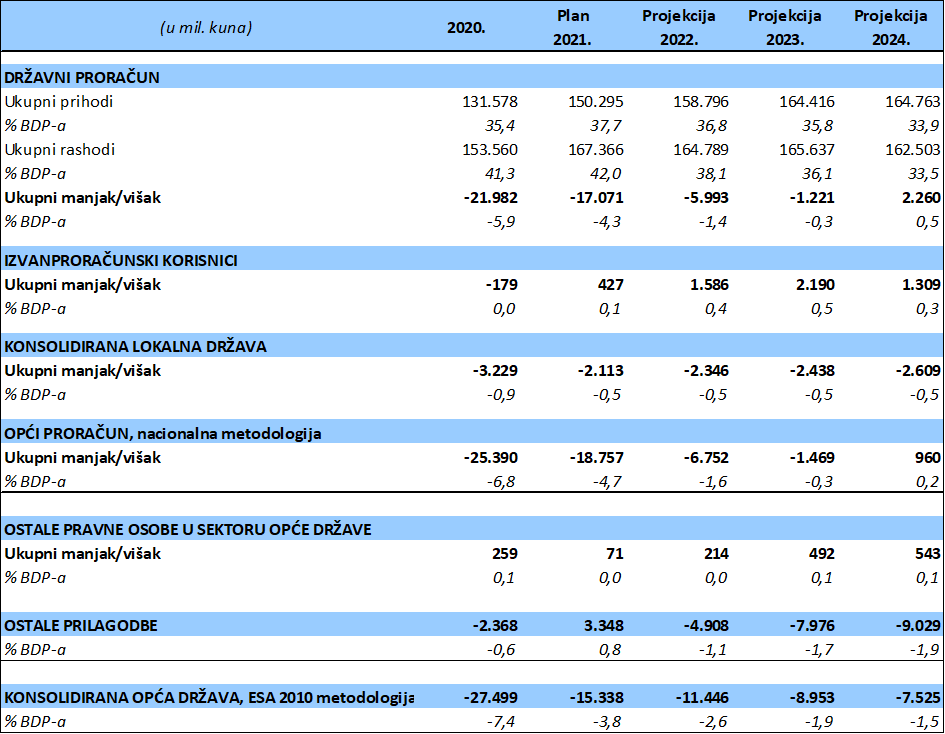 (u mil. kuna) 2020. Plan 2021. Projekcija 2022. Projekcija 2023. Projekcija 2024.
DRŽAVNI PRORAČUN
Ukupni prihodi 131.578 150.295 158.796 164.416 164.763
% BDP-a 35,4 37,7 36,8 35,8 33,9
Ukupni rashodi 153.560 167.366 164.789 165.637 162.503
% BDP-a 41,3 42,0 38,1 36,1 33,5
Ukupni manjak/višak -21.982 -17.071 -5.993 -1.221 2.260
% BDP-a -5,9 -4,3 -1,4 -0,3 0,5
IZVANPRORAČUNSKI KORISNICI
Ukupni manjak/višak -179 427 1.586 2.190 1.309
% BDP-a 0,0 0,1 0,4 0,5 0,3
KONSOLIDIRANA LOKALNA DRŽAVA
Ukupni manjak/višak -3.229 -2.113 -2.346 -2.438 -2.609
% BDP-a -0,9 -0,5 -0,5 -0,5 -0,5
OPĆI PRORAČUN, nacionalna metodologija
Ukupni manjak/višak -25.390 -18.757 -6.752 -1.469 960
% BDP-a -6,8 -4,7 -1,6 -0,3 0,2
OSTALE PRAVNE OSOBE U SEKTORU OPĆE DRŽAVE
Ukupni manjak/višak 259 71 214 492 543
% BDP-a 0,1 0,0 0,0 0,1 0,1
OSTALE PRILAGODBE -2.368 3.348 -4.908 -7.976 -9.029
% BDP-a -0,6 0,8 -1,1 -1,7 -1,9
KONSOLIDIRANA OPĆA DRŽAVA, ESA 2010 metodologija -27.499 -15.338 -11.446 -8.953 -7.525
% BDP-a -7,4 -3,8 -2,6 -1,9 -1,5